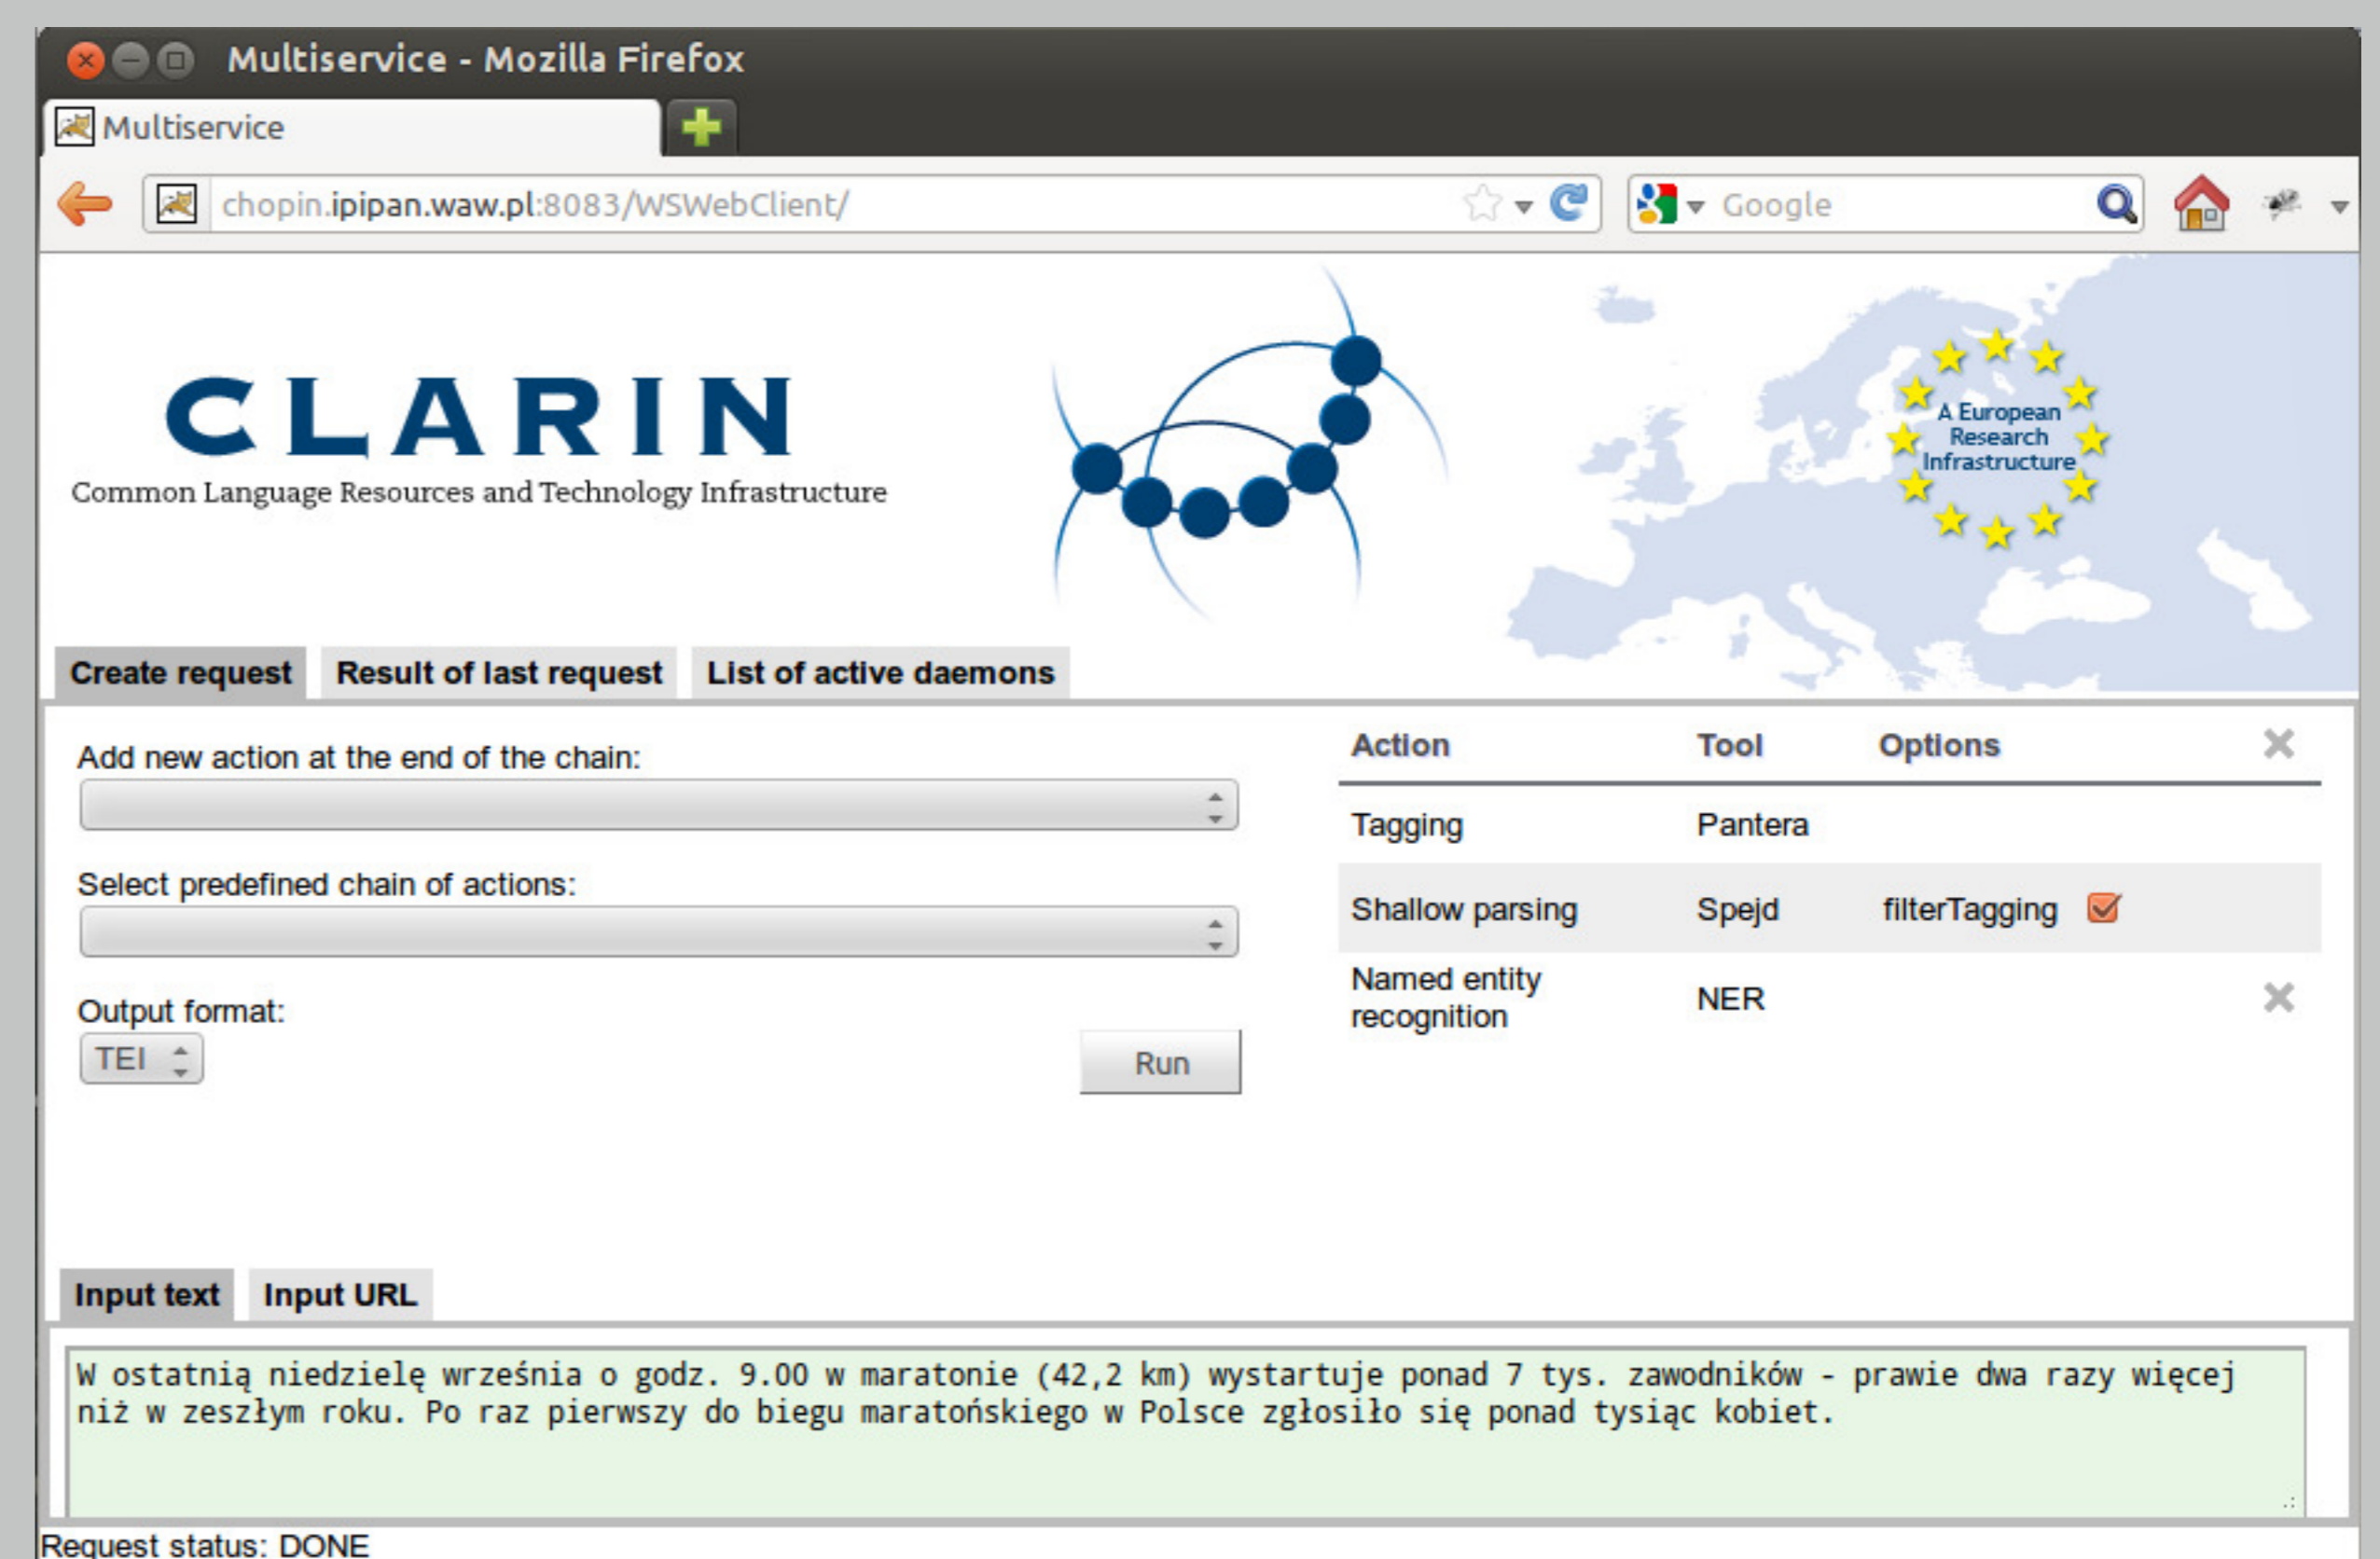 Multiservice - Mozilla Firefox
Multiservice
chopin.ipipan.waw.pl:8083/WSWebClient/
Google
CLARIN
Common Language Resources and Technology Infrastructure
A European
Research
Infrastructure
Create request Result of last request List of active daemons
Add new action at the end of the chain:
Select predefined chain of actions:
Output format:
TEI
Run
Action Tool Options
Tagging Pantera
Shallow parsing Spejd filterTagging
Named entity
recognition NER
Input text Input URL
W ostatnią niedzielę września o godz. 9.00 w maratonie (42,2 km) wystartuje ponad 7 tys. zawodników - prawie dwa razy więcej
niż w zeszłym roku. Po raz pierwszy do biegu maratońskiego w Polsce zgłosiło się ponad tysiąc kobiet.
Request status: DONE